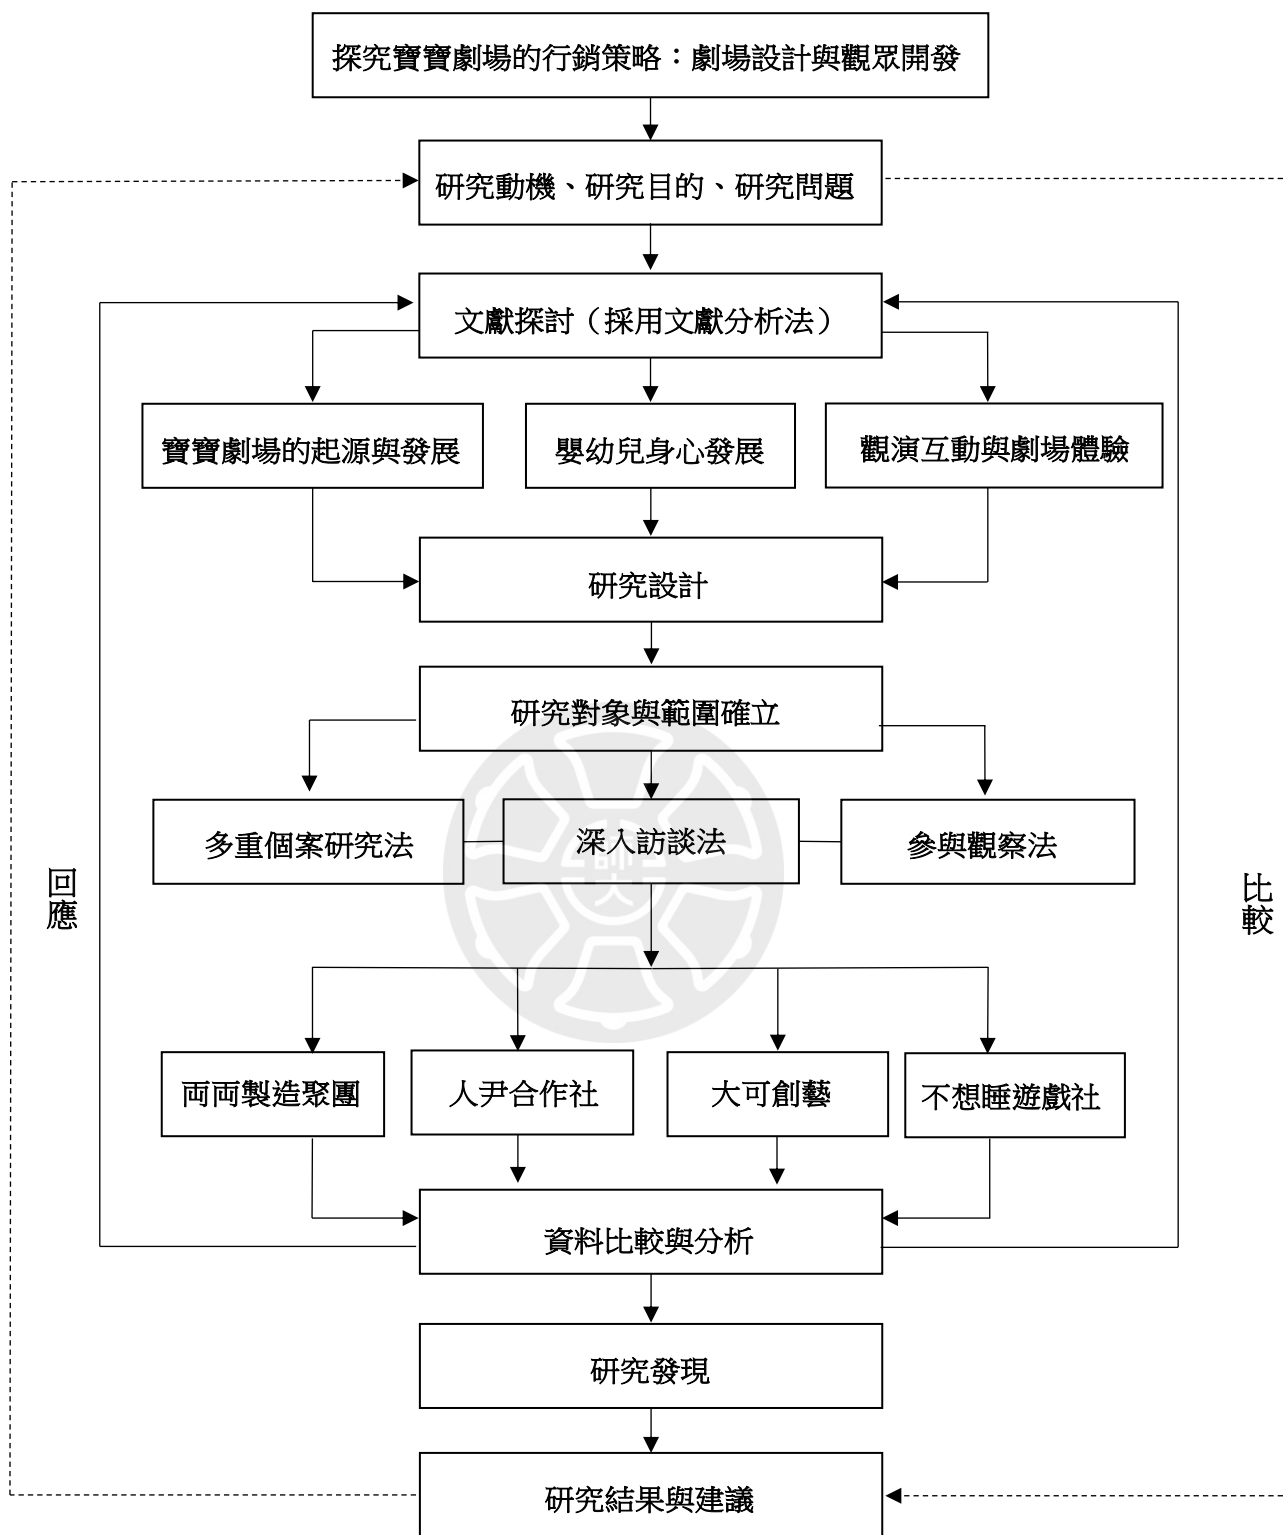 探究寶寶劇場的行銷策略：劇場設計與觀眾開發
研究動機、研究目的、研究問題
文獻探討（採用文獻分析法）
寶寶劇場的起源與發展
嬰幼兒身心發展
觀演互動與劇場體驗
研究設計
研究對象與範圍確立
多重個案研究法
深入訪談法
參與觀察法
回應
比較
両両製造聚團
人尹合作社
大可創藝
不想睡遊戲社
資料比較與分析
研究發現
研究結果與建議